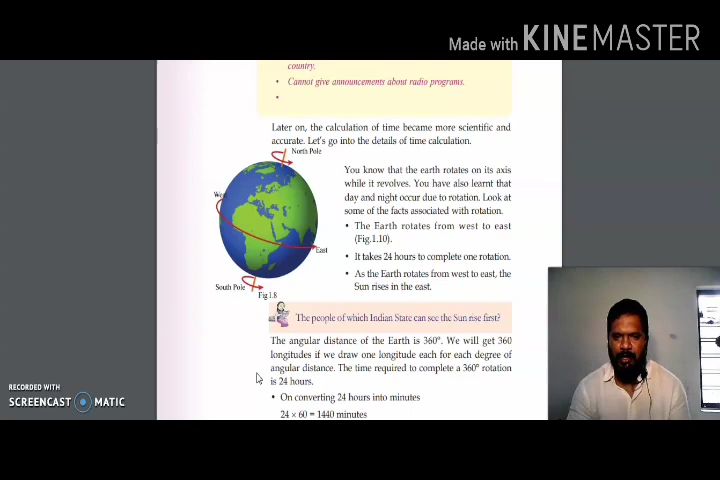 Made with KINEMASTER
country.
• Cannot give announcements about radio programs.
•
Later on, the calculation of time became more scientific and
accurate. Let's go into the details of time calculation.
North Pole
West
East
South Pole
Fig 1.8
You know that the earth rotates on its axis
while it revolves. You have also learnt that
day and night occur due to rotation. Look at
some of the facts associated with rotation.
• The Earth rotates from west to east
(Fig.1.10).
• It takes 24 hours to complete one rotation.
• As the Earth rotates from west to east, the
Sun rises in the east.
The people of which Indian State can see the Sun rise first?
The angular distance of the Earth is 360°. We will get 360
longitudes if we draw one longitude each for each degree of
angular distance. The time required to complete a 360° rotation
is 24 hours.
• On converting 24 hours into minutes
24 × 60 = 1440 minutes
RECORDED WITH
SCREENCAST MATIC